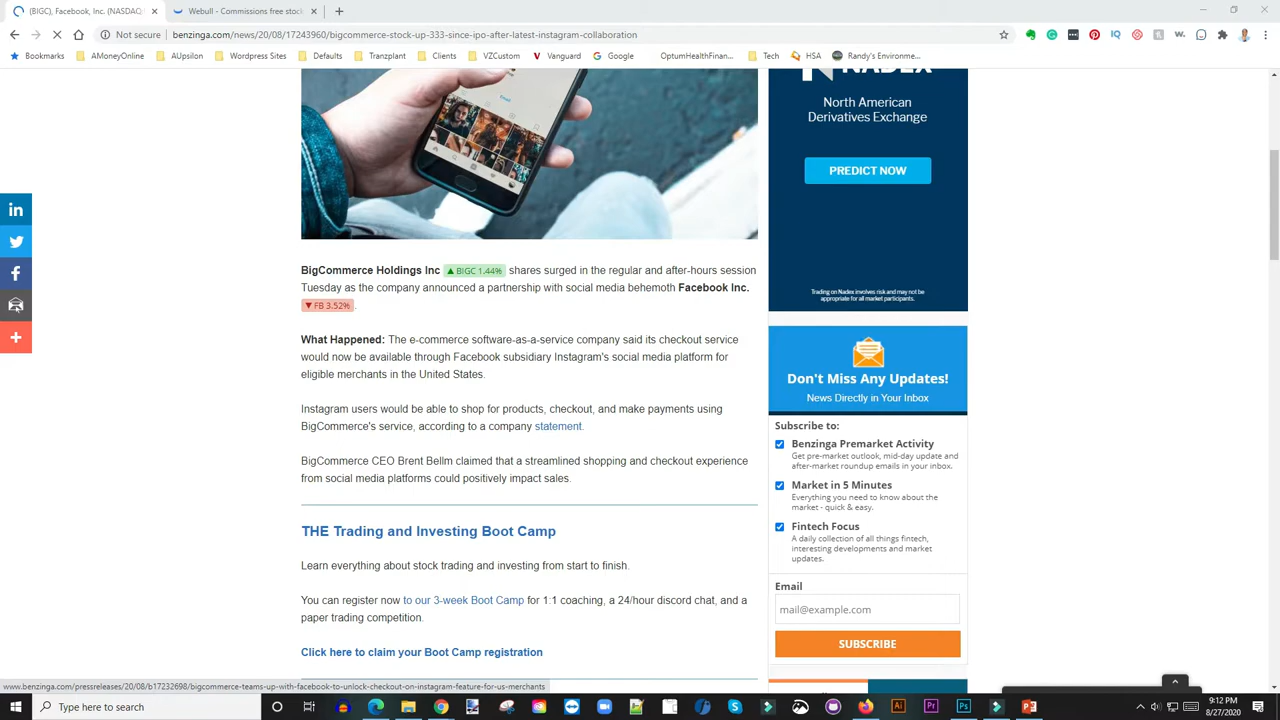 (BIGC), Facebook, Inc. (NASDAQ:
Webull - Commissions free stock
Not secure
benzinga.com/news/20/08/17243960/bigcommerce-stock-up-333-since-ipo-after-latest-instagram-collaboration
Bookmarks AMoneyOnline AUpsilon Wordpress Sites Defaults Tranzplant Clients VZCustom Vanguard Google OptumHealthFinan... Tech HSA Randy's Environme...
NADEX
North American
Derivatives Exchange
PREDICT NOW
Trading on Nadex involves risk and may not be
appropriate for all market participants.
BigCommerce Holdings Inc ▲ BIGC 1.44% shares surged in the regular and after-hours session
Tuesday as the company announced a partnership with social media behemoth Facebook Inc.
▼ FB 3.52% .
What Happened: The e-commerce software-as-a-service company said its checkout service
would now be available through Facebook subsidiary Instagram's social media platform for
eligible merchants in the United States.
Instagram users would be able to shop for products, checkout, and make payments using
BigCommerce's service, according to a company statement.
BigCommerce CEO Brent Bellm claimed that a streamlined shopping and checkout experience
from social media platforms could positively impact sales.
THE Trading and Investing Boot Camp
Learn everything about stock trading and investing from start to finish.
You can register now to our 3-week Boot Camp for 1:1 coaching, a 24/hour discord chat, and a
paper trading competition.
Click here to claim your Boot Camp registration
Don't Miss Any Updates!
News Directly in Your Inbox
Subscribe to:
Benzinga Premarket Activity
Get pre-market outlook, mid-day update and
after-market roundup emails in your inbox.
Market in 5 Minutes
Everything you need to know about the
market - quick & easy.
Fintech Focus
A daily collection of all things fintech,
interesting developments and market
updates.
Email
mail@example.com
SUBSCRIBE
www.benzinga.com/pressreleases/20/08/b17232698/bigcommerce-teams-up-with-facebook-to-unlock-checkout-on-instagram-feature-for-us-merchants
Type here to search
9:12 PM
8/27/2020